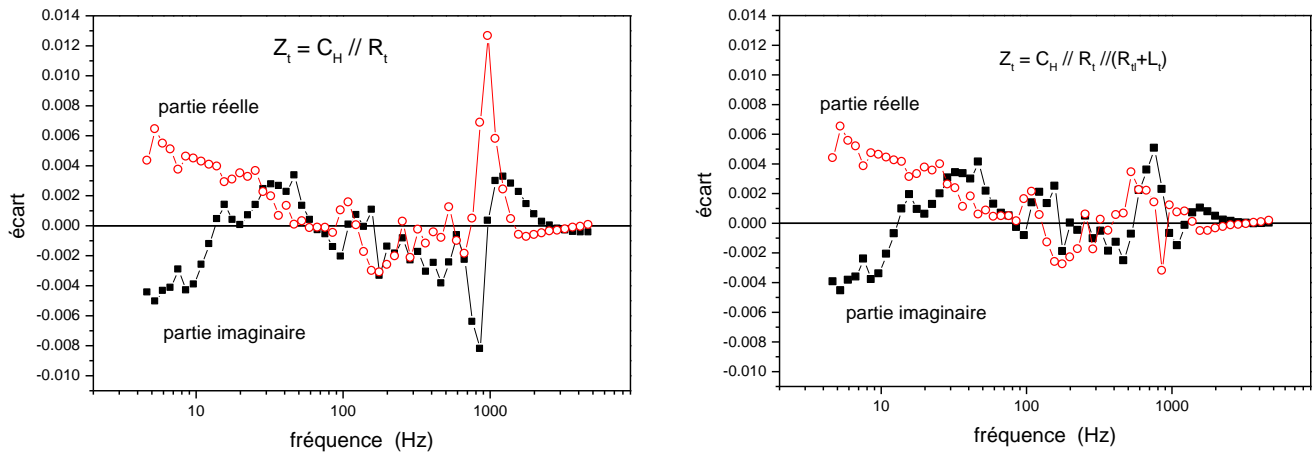 0.014
0.012
0.010
0.008
0.006
0.004
0.002
0.000
-0.002
-0.004
-0.006
-0.008
-0.010
écart
Z_t = C_H // R_t
partie réelle
partie imaginaire
10 100 1000
fréquence (Hz)
0.014
0.012
0.010
0.008
0.006
0.004
0.002
0.000
-0.002
-0.004
-0.006
-0.008
-0.010
écart
Z_t = C_H // R_t //(R_tl+L_t)
partie réelle
partie imaginaire
10 100 1000
fréquence (Hz)